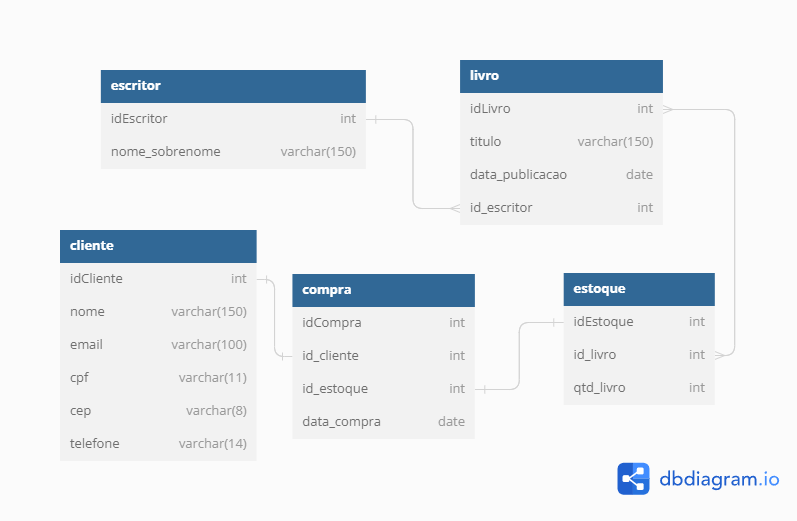 escritor
idEscritor int
nome_sobrenome varchar(150)
livro
idLivro int
titulo varchar(150)
data_publicacao date
id_escritor int
cliente
idCliente int
nome varchar(150)
email varchar(100)
cpf varchar(11)
cep varchar(8)
telefone varchar(14)
compra
idCompra int
id_cliente int
id_estoque int
data_compra date
estoque
idEstoque int
id_livro int
qtd_livro int
dbdiagram.io